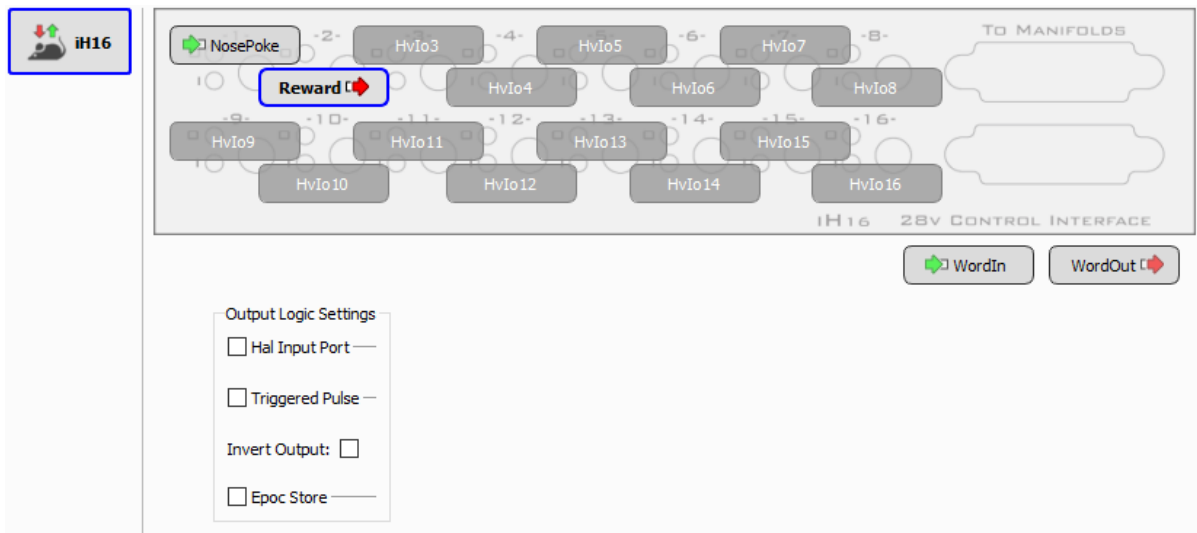 iH16
NosePoke
-2-
HvIo3
-4-
HvIo5
-6-
HvIo7
-8-
To Manifolds
Reward
HvIo4
HvIo6
HvIo8
-9-
-10-
-11-
-12-
-13-
-14-
-15-
-16-
HvIo9
HvIo11
HvIo13
HvIo15
HvIo10
HvIo12
HvIo14
HvIo16
iH16 28v Control Interface
WordIn
WordOut
Output Logic Settings
Hal Input Port
Triggered Pulse
Invert Output:
Epoc Store